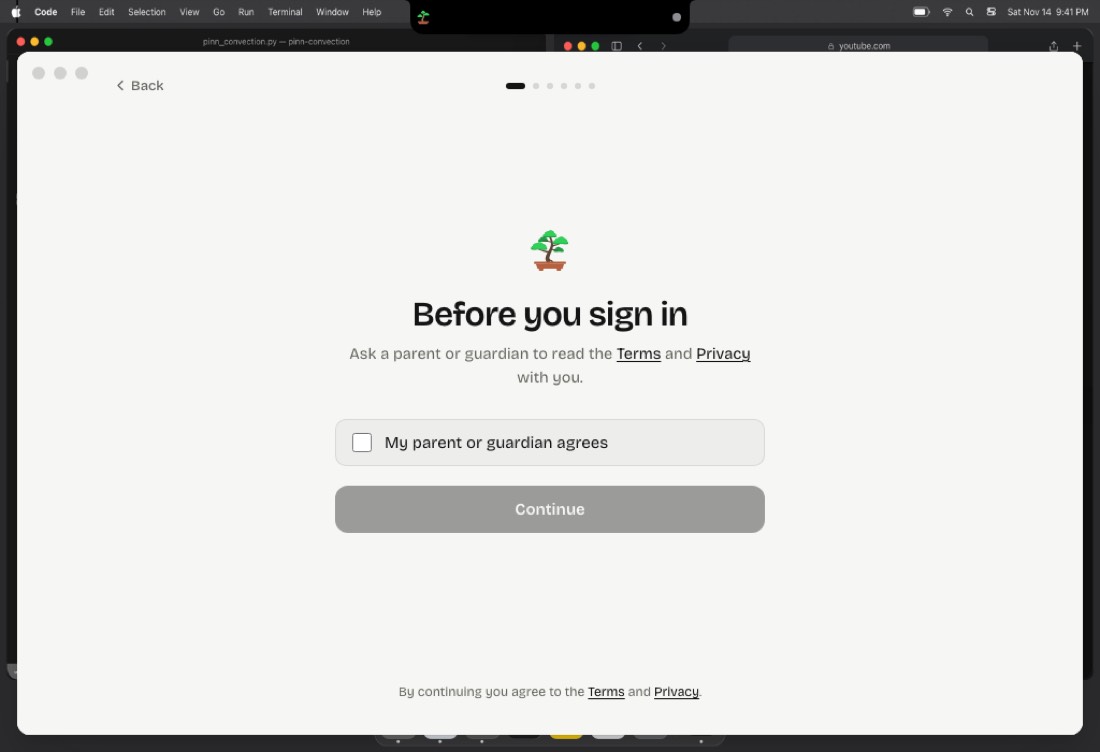 Code File Edit Selection View Go Run Terminal Window Help
Sat Nov 14 9:41 PM
pinn_convection.py — pinn-convection
youtube.com
Back
Before you sign in
Ask a parent or guardian to read the Terms and Privacy
with you.
My parent or guardian agrees
Continue
By continuing you agree to the Terms and Privacy.